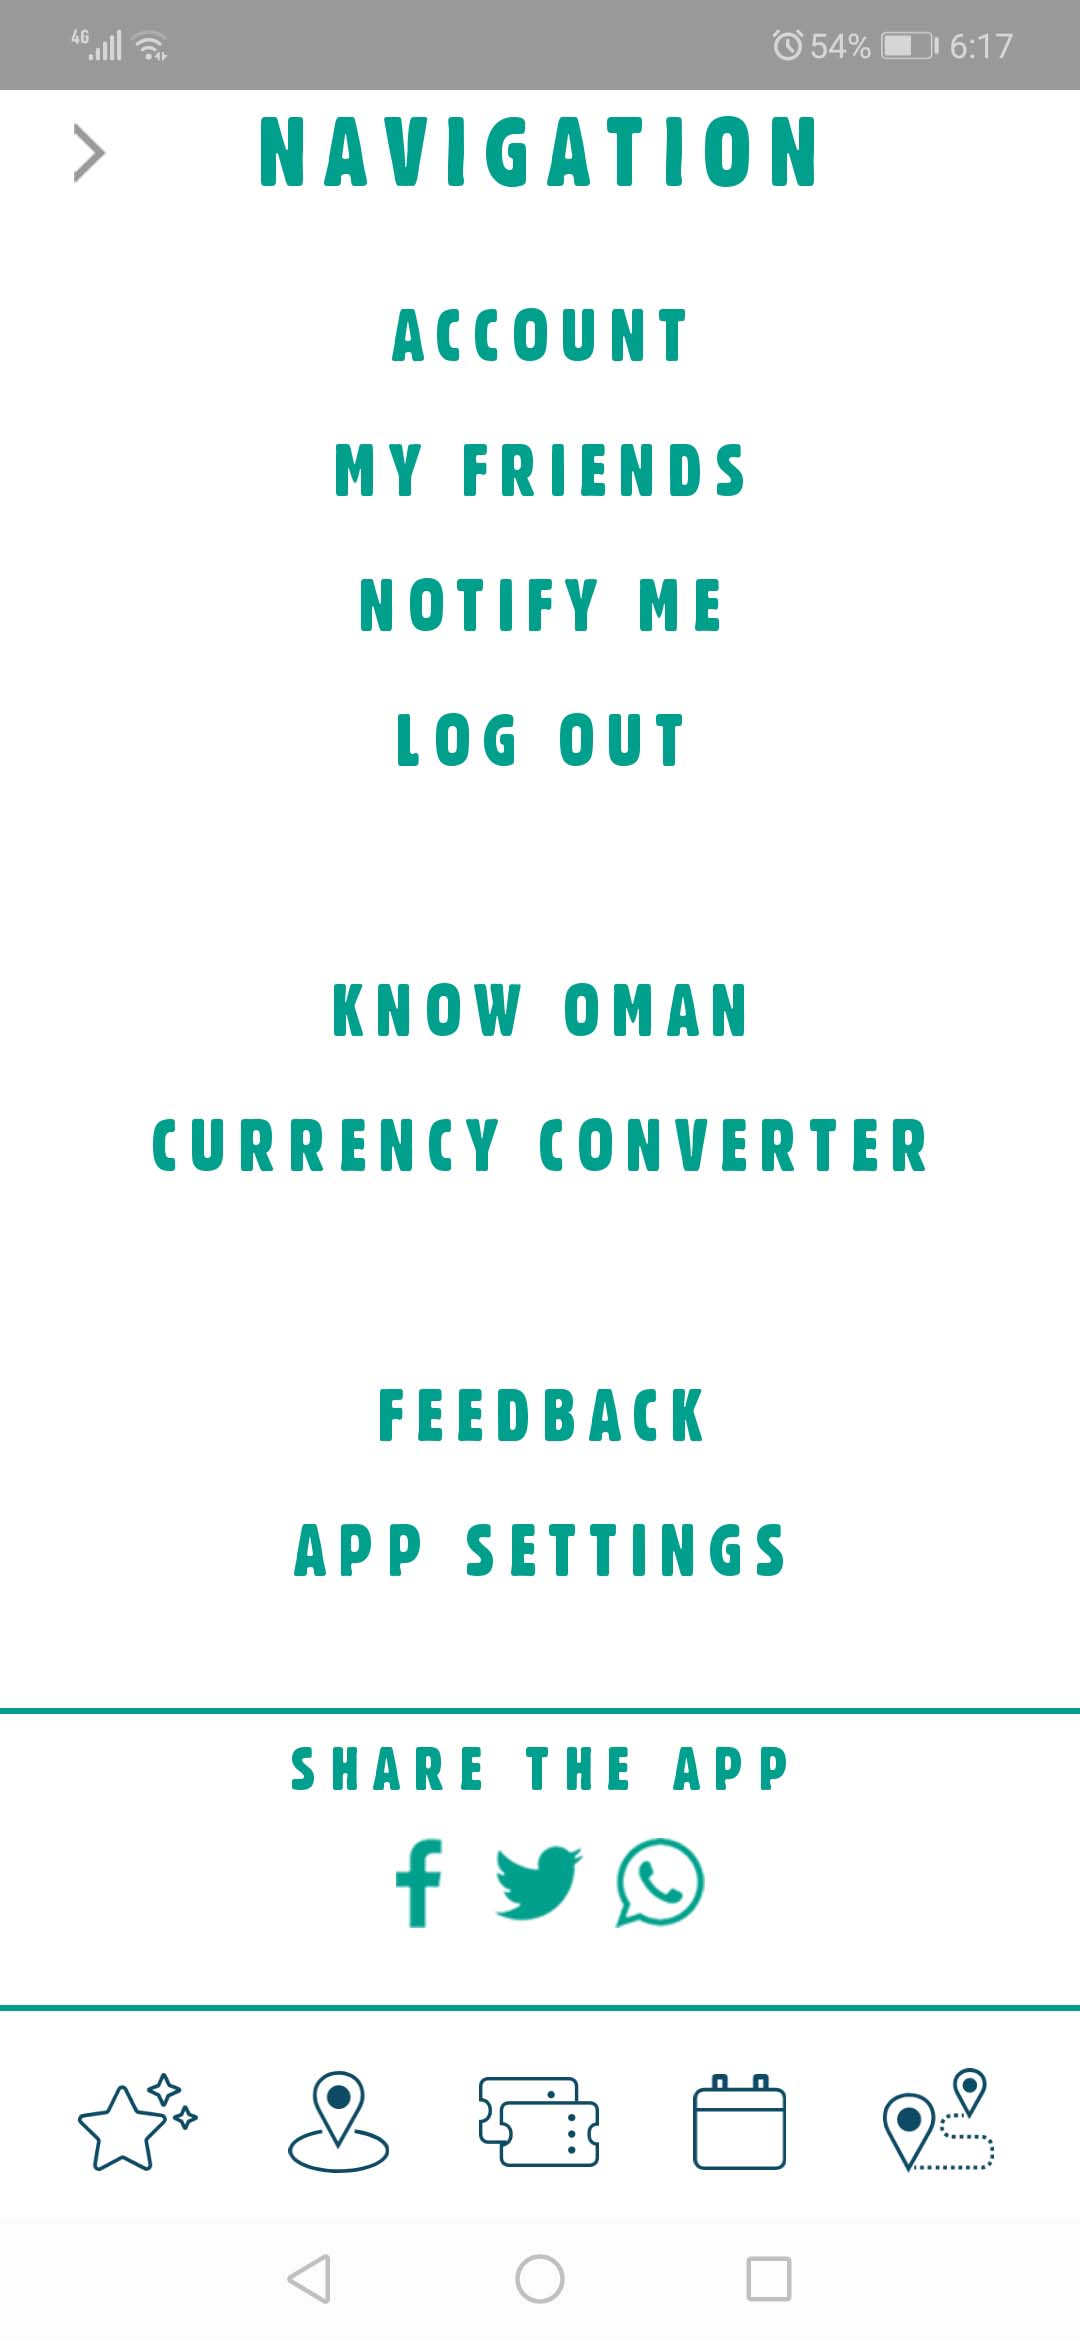 4G 54% 6:17
NAVIGATION
ACCOUNT
MY FRIENDS
NOTIFY ME
LOG OUT
KNOW OMAN
CURRENCY CONVERTER
FEEDBACK
APP SETTINGS
SHARE THE APP